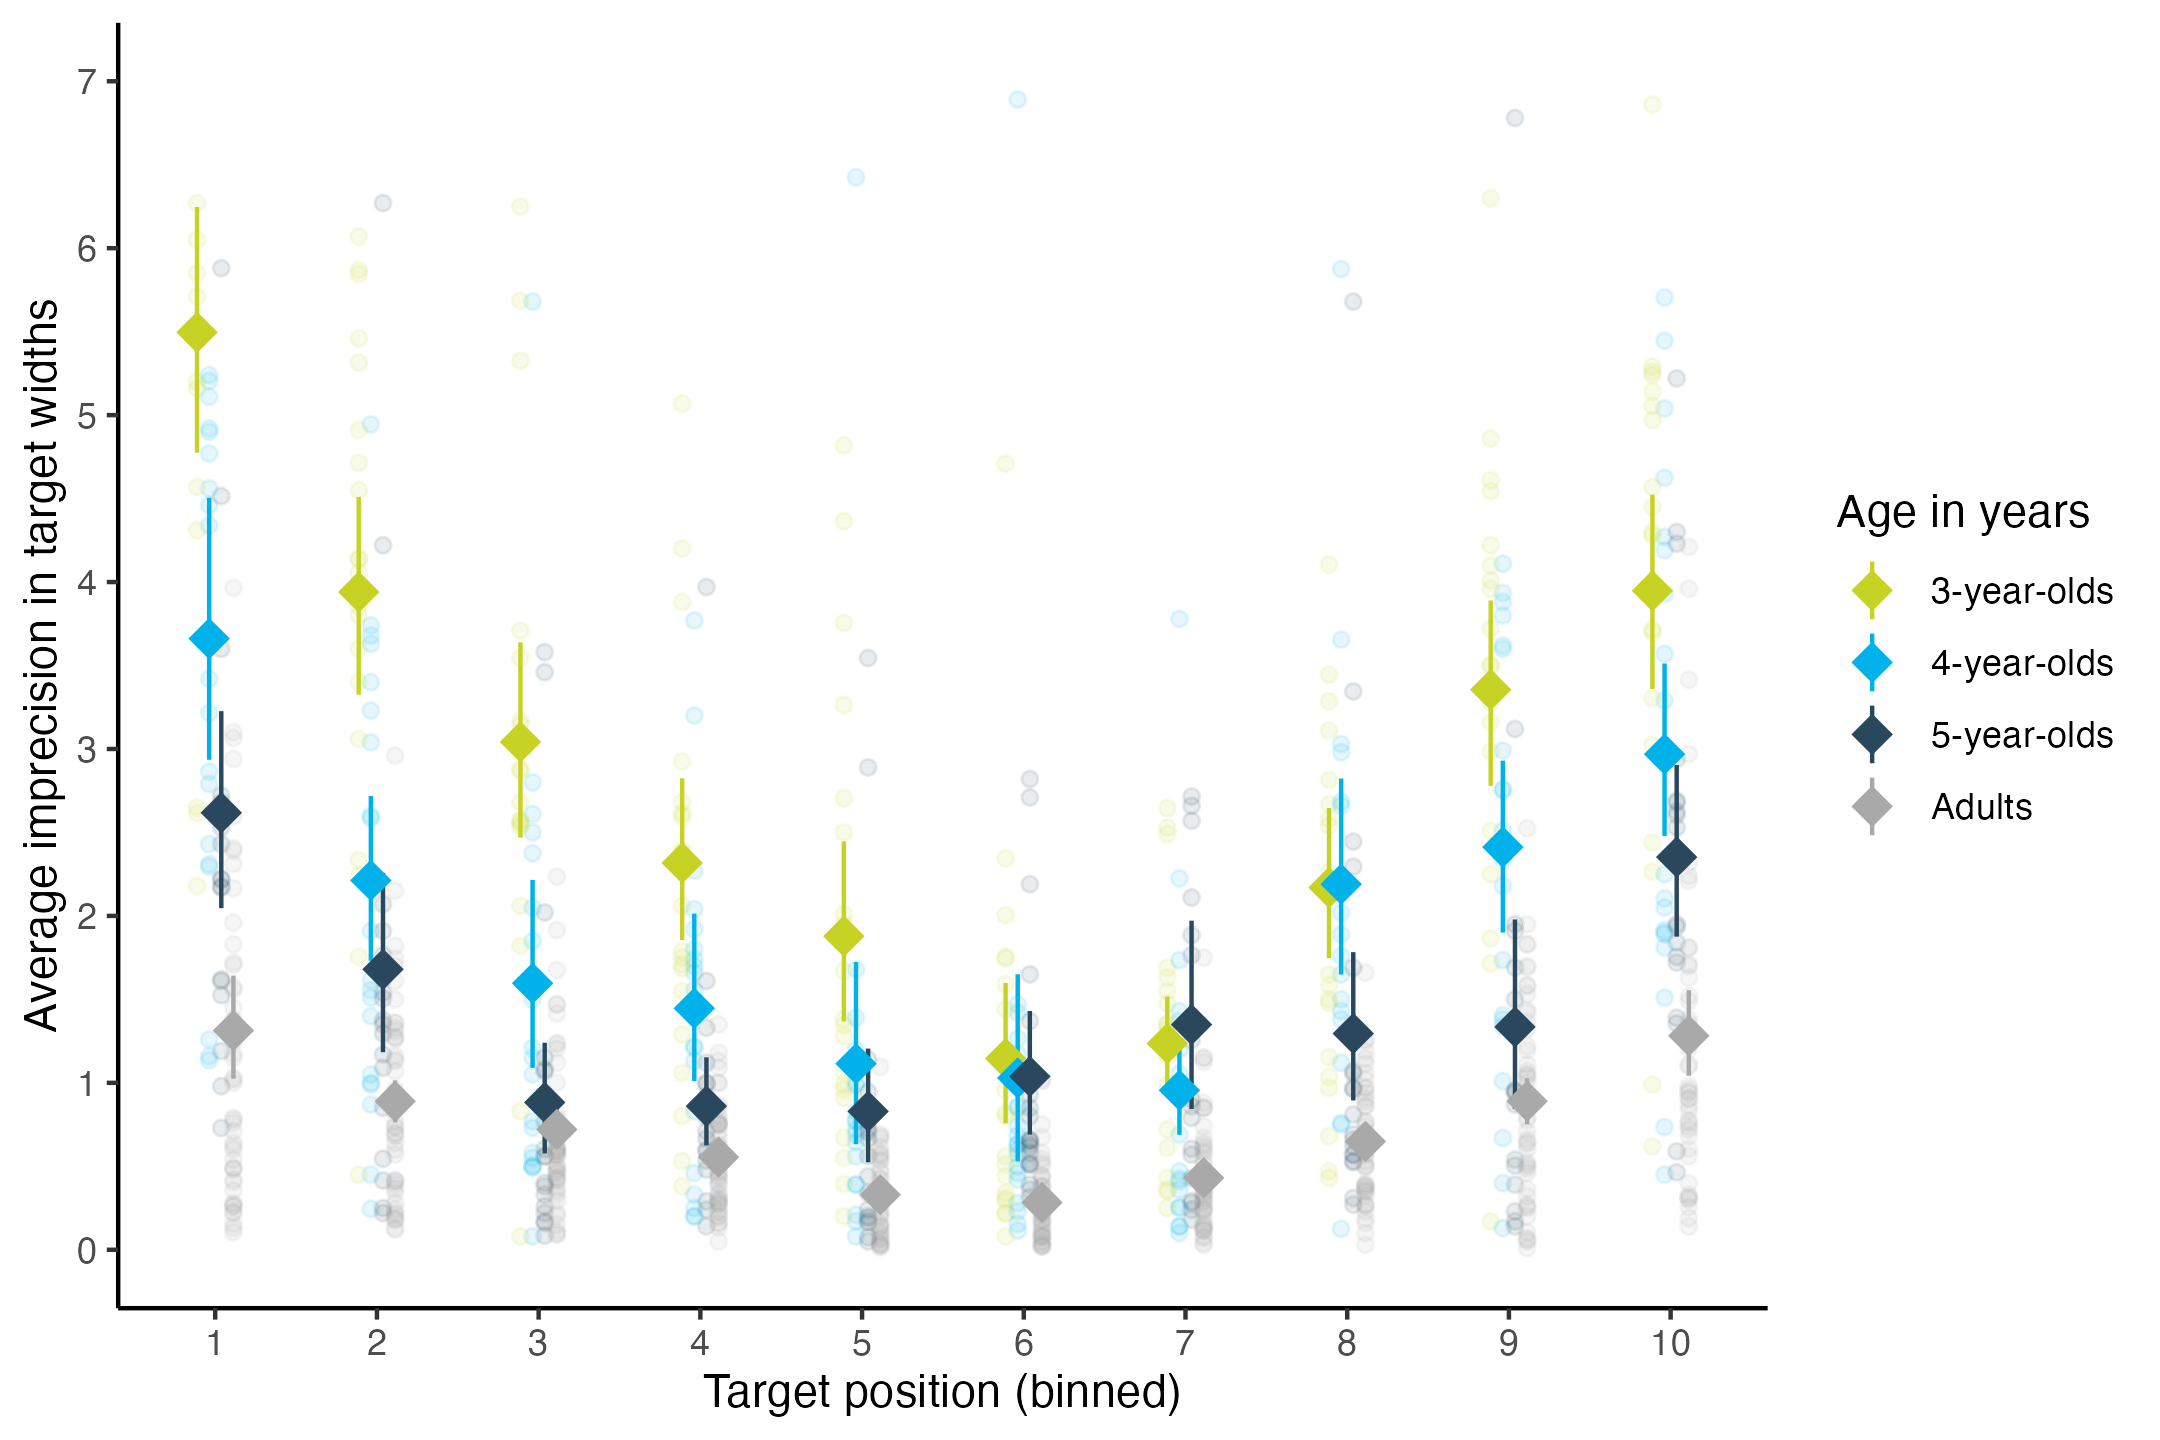 Average imprecision in target widths
7
6
5
4
3
2
1
0
1 2 3 4 5 6 7 8 9 10
Target position (binned)
Age in years
3-year-olds
4-year-olds
5-year-olds
Adults